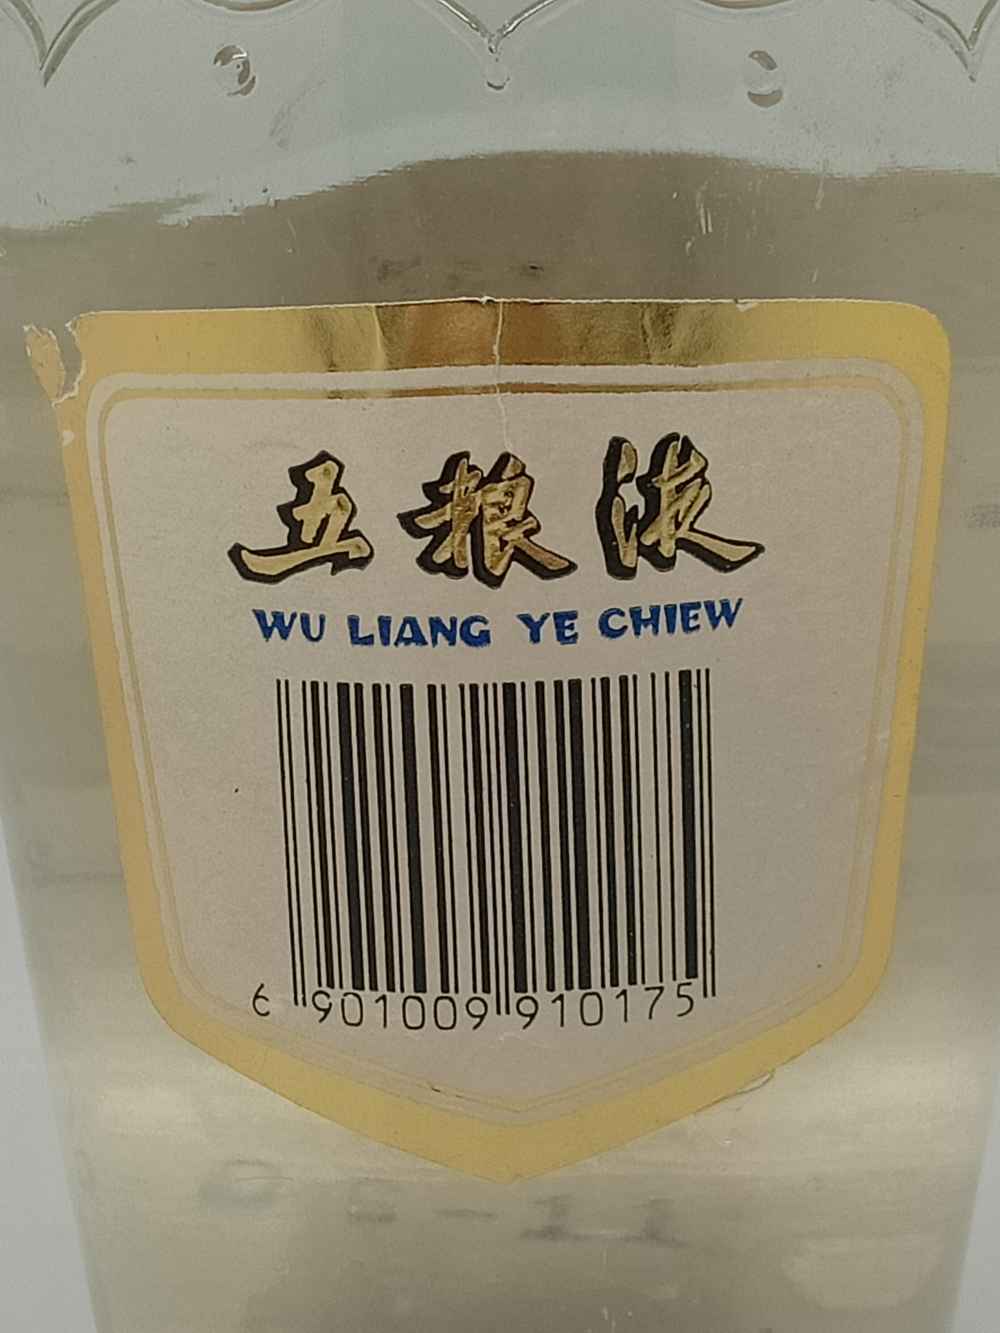 五粮液
WU LIANG YE CHIEW
6 901009 910175